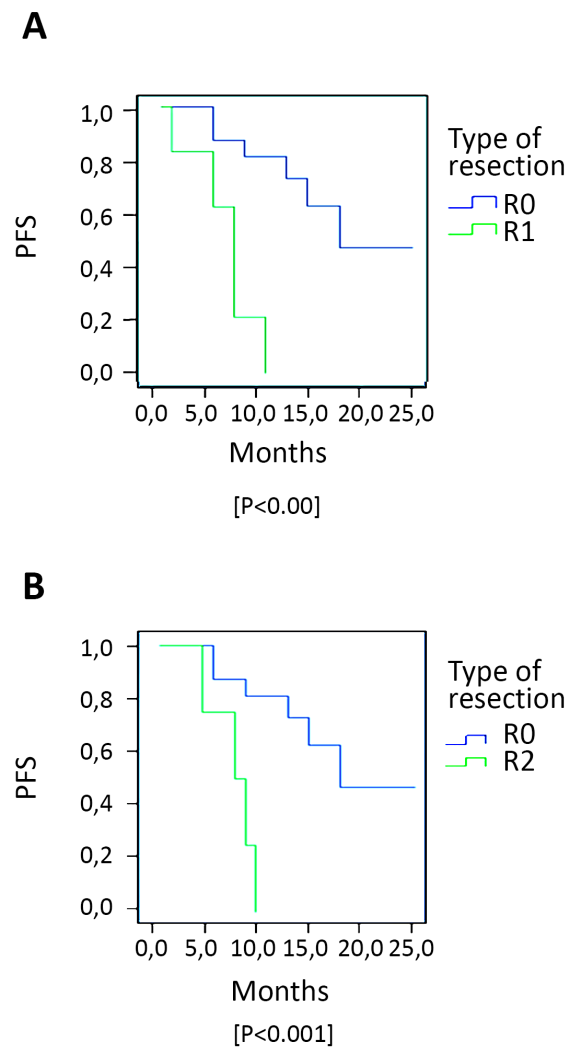 A
Type of
resection
R0
R1
PFS
1,0
0,8
0,6
0,4
0,2
0,0
0,0 5,0 10,0 15,0 20,0 25,0
Months
[P<0.00]
B
Type of
resection
R0
R2
PFS
1,0
0,8
0,6
0,4
0,2
0,0
0,0 5,0 10,0 15,0 20,0 25,0
Months
[P<0.001]